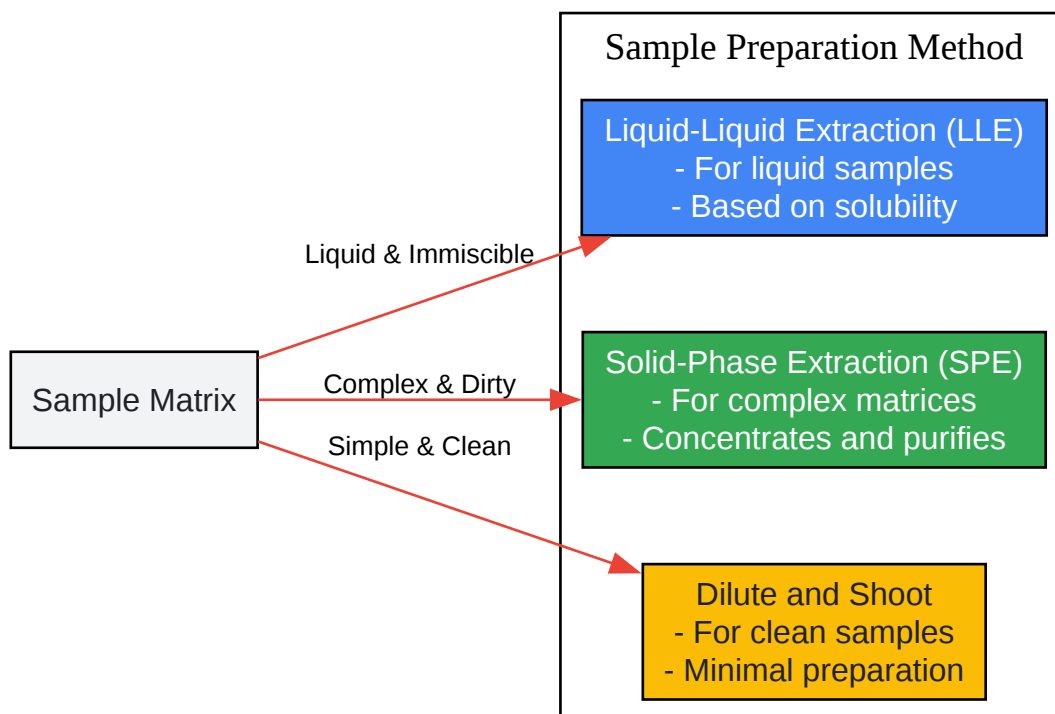 Sample Preparation Method
Liquid-Liquid Extraction (LLE)
- For liquid samples
- Based on solubility
Liquid & Immiscible
Solid-Phase Extraction (SPE)
- For complex matrices
- Concentrates and purifies
Complex & Dirty
Sample Matrix
Simple & Clean
Dilute and Shoot
- For clean samples
- Minimal preparation